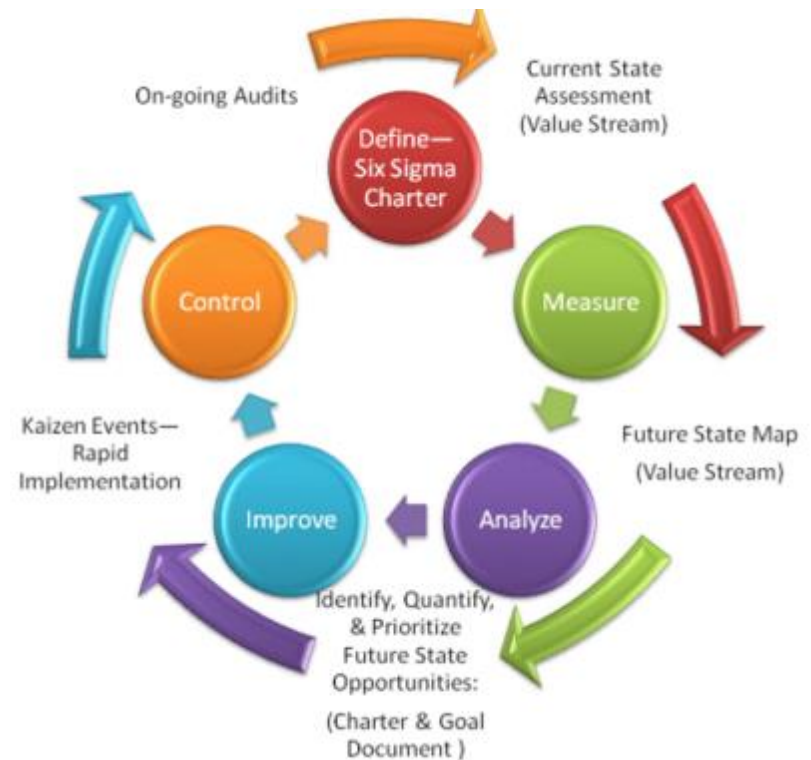 On-going Audits
Current State
Assessment
(Value Stream)
Define—
Six Sigma
Charter
Control
Measure
Kaizen Events—
Rapid
Implementation
Future State Map
(Value Stream)
Improve
Analyze
Identify, Quantify,
& Prioritize
Future State
Opportunities:
(Charter & Goal
Document )